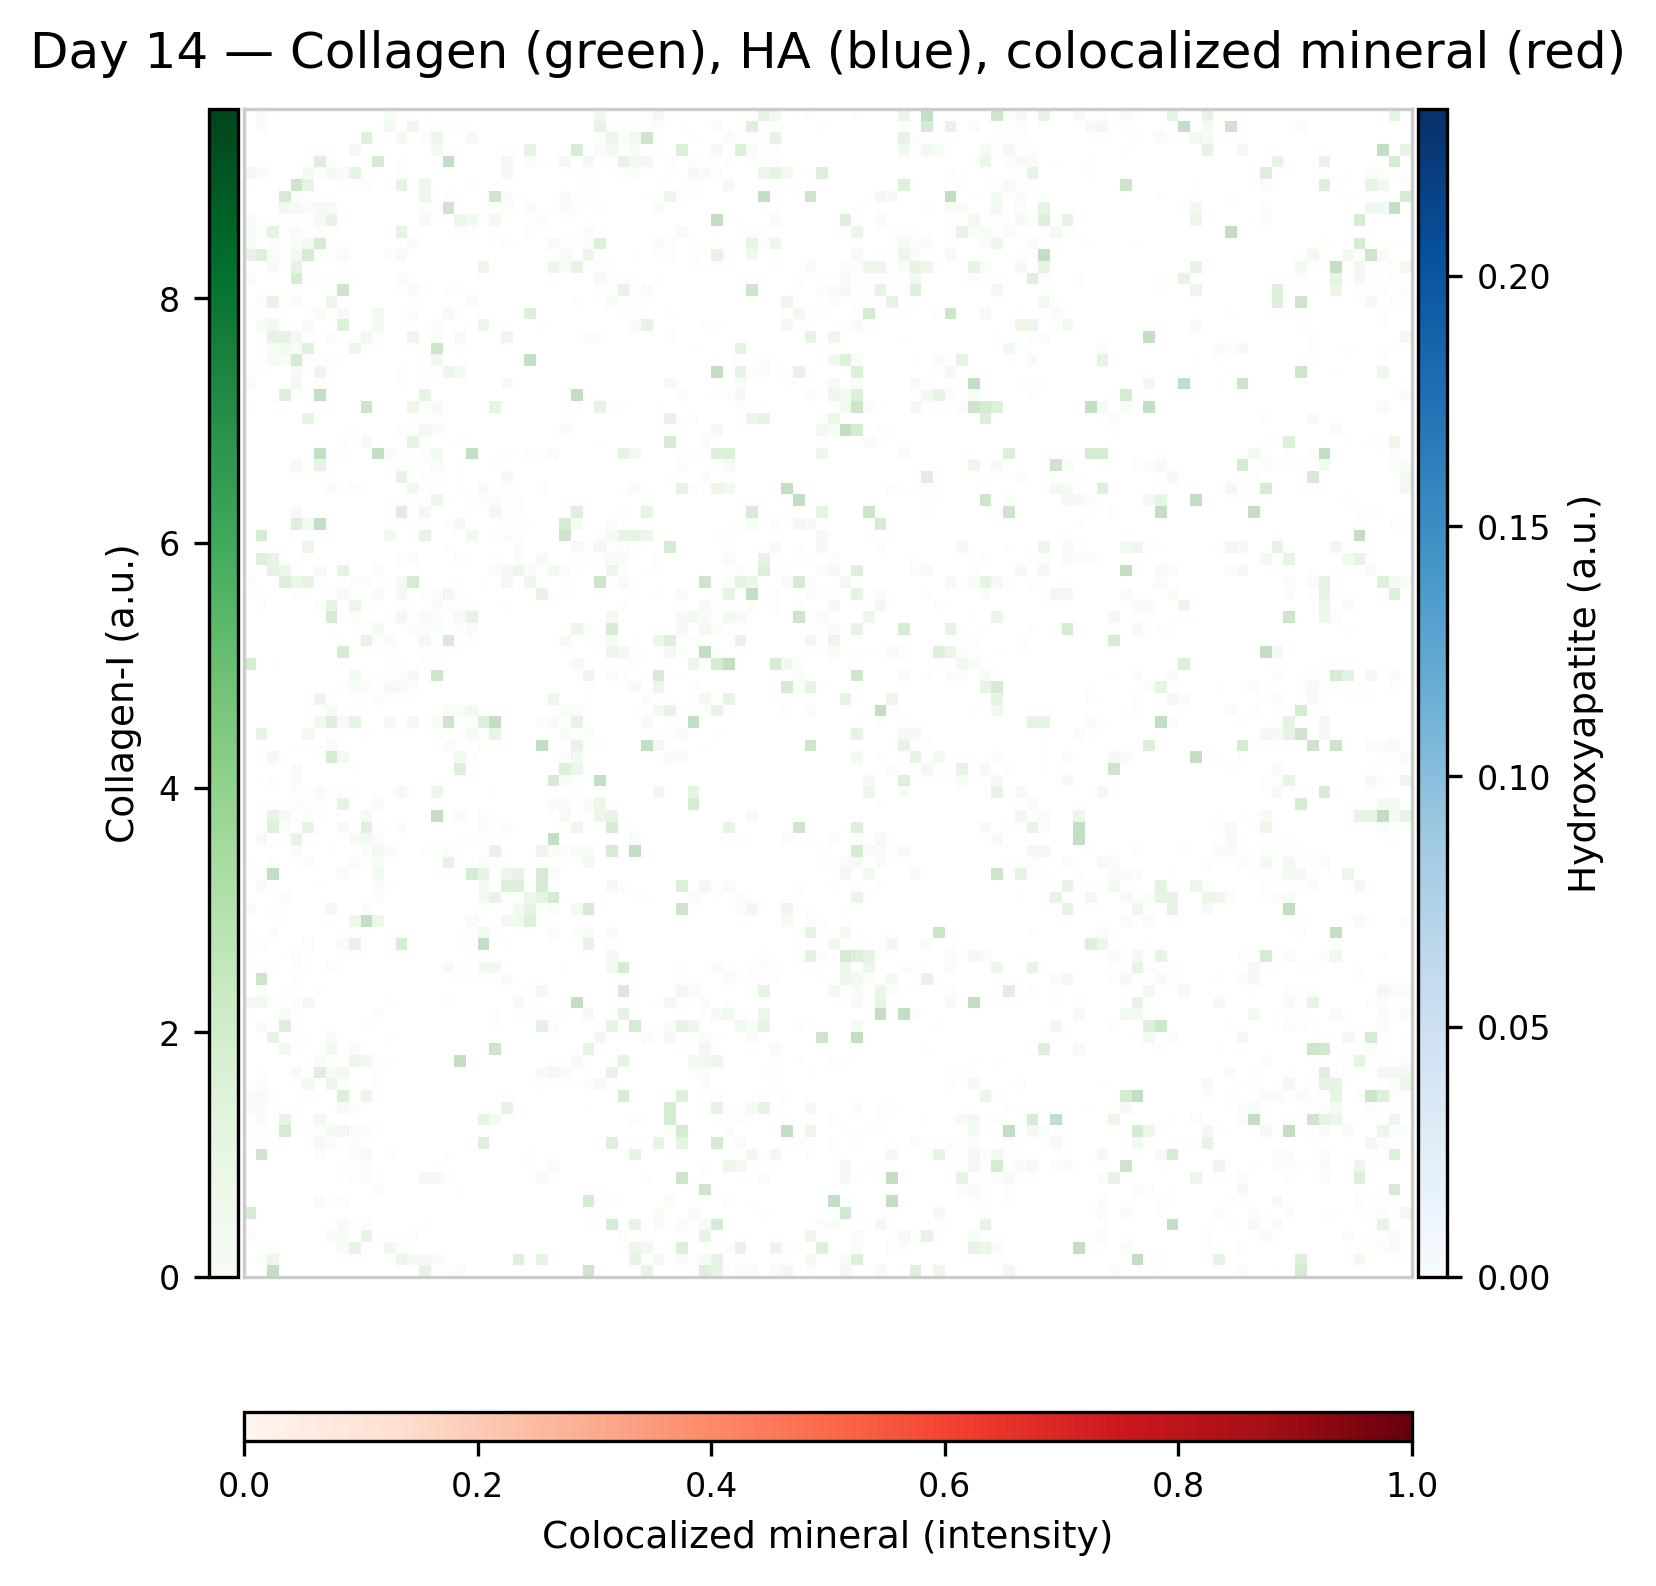 Day 14 — Collagen (green), HA (blue), colocalized mineral (red)
Collagen-I (a.u.)
8
6
4
2
0
0.20
0.15
0.10
0.05
0.00
Hydroxyapatite (a.u.)
0.0 0.2 0.4 0.6 0.8 1.0
Colocalized mineral (intensity)